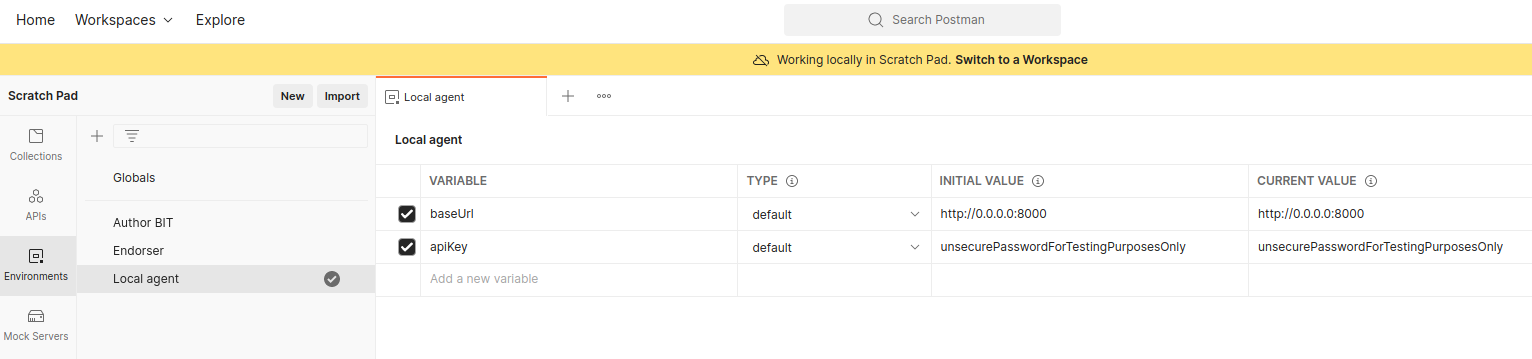 Home Workspaces Explore Search Postman
Working locally in Scratch Pad. Switch to a Workspace
Scratch Pad New Import Local agent
Collections
APIs
Environments
Mock Servers
Globals
Author BIT
Endorser
Local agent
Local agent
VARIABLE TYPE INITIAL VALUE CURRENT VALUE
baseUrl default http://0.0.0.0:8000 http://0.0.0.0:8000
apiKey default unsecurePasswordForTestingPurposesOnly unsecurePasswordForTestingPurposesOnly
Add a new variable